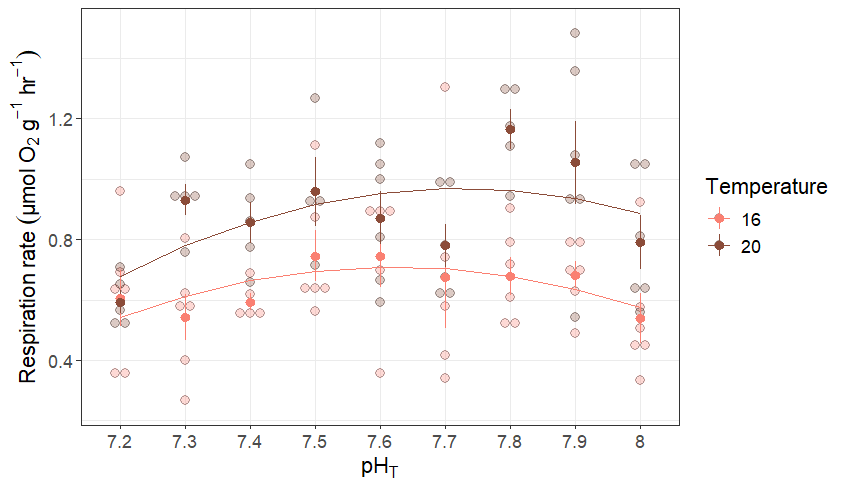 Respiration rate (μmol O₂ g⁻¹ hr⁻¹)
1.2
0.8
0.4
7.2 7.3 7.4 7.5 7.6 7.7 7.8 7.9 8
pH_T
Temperature
16
20